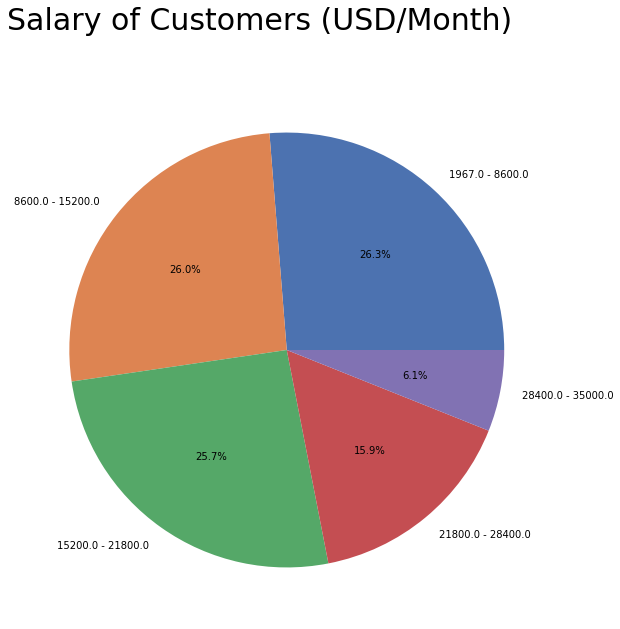 Salary of Customers (USD/Month)
1967.0 - 8600.0
8600.0 - 15200.0
26.3%
26.0%
6.1%
28400.0 - 35000.0
15.9%
25.7%
21800.0 - 28400.0
15200.0 - 21800.0